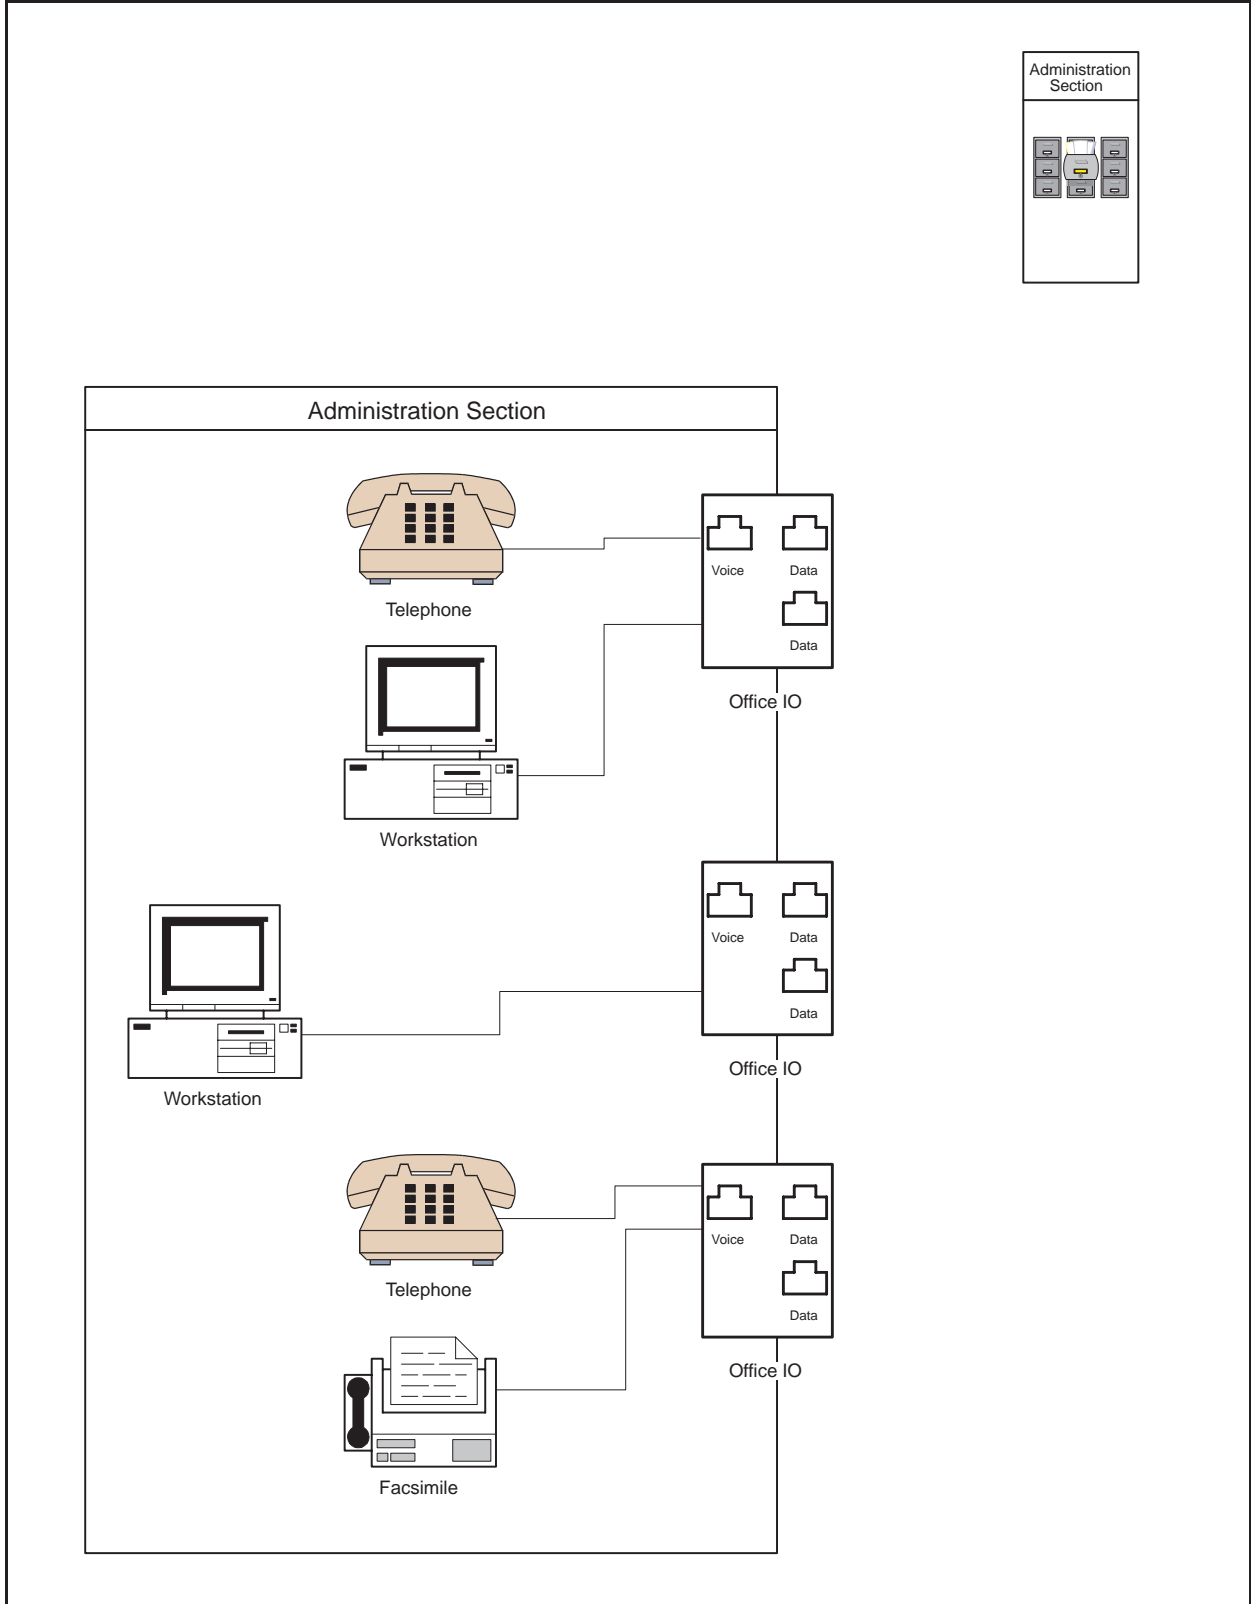 Administration
Section
Administration Section
Voice
Data
Telephone
Data
Office IO
Workstation
Voice
Data
Data
Office IO
Workstation
Voice
Data
Telephone
Data
Office IO
Facsimile